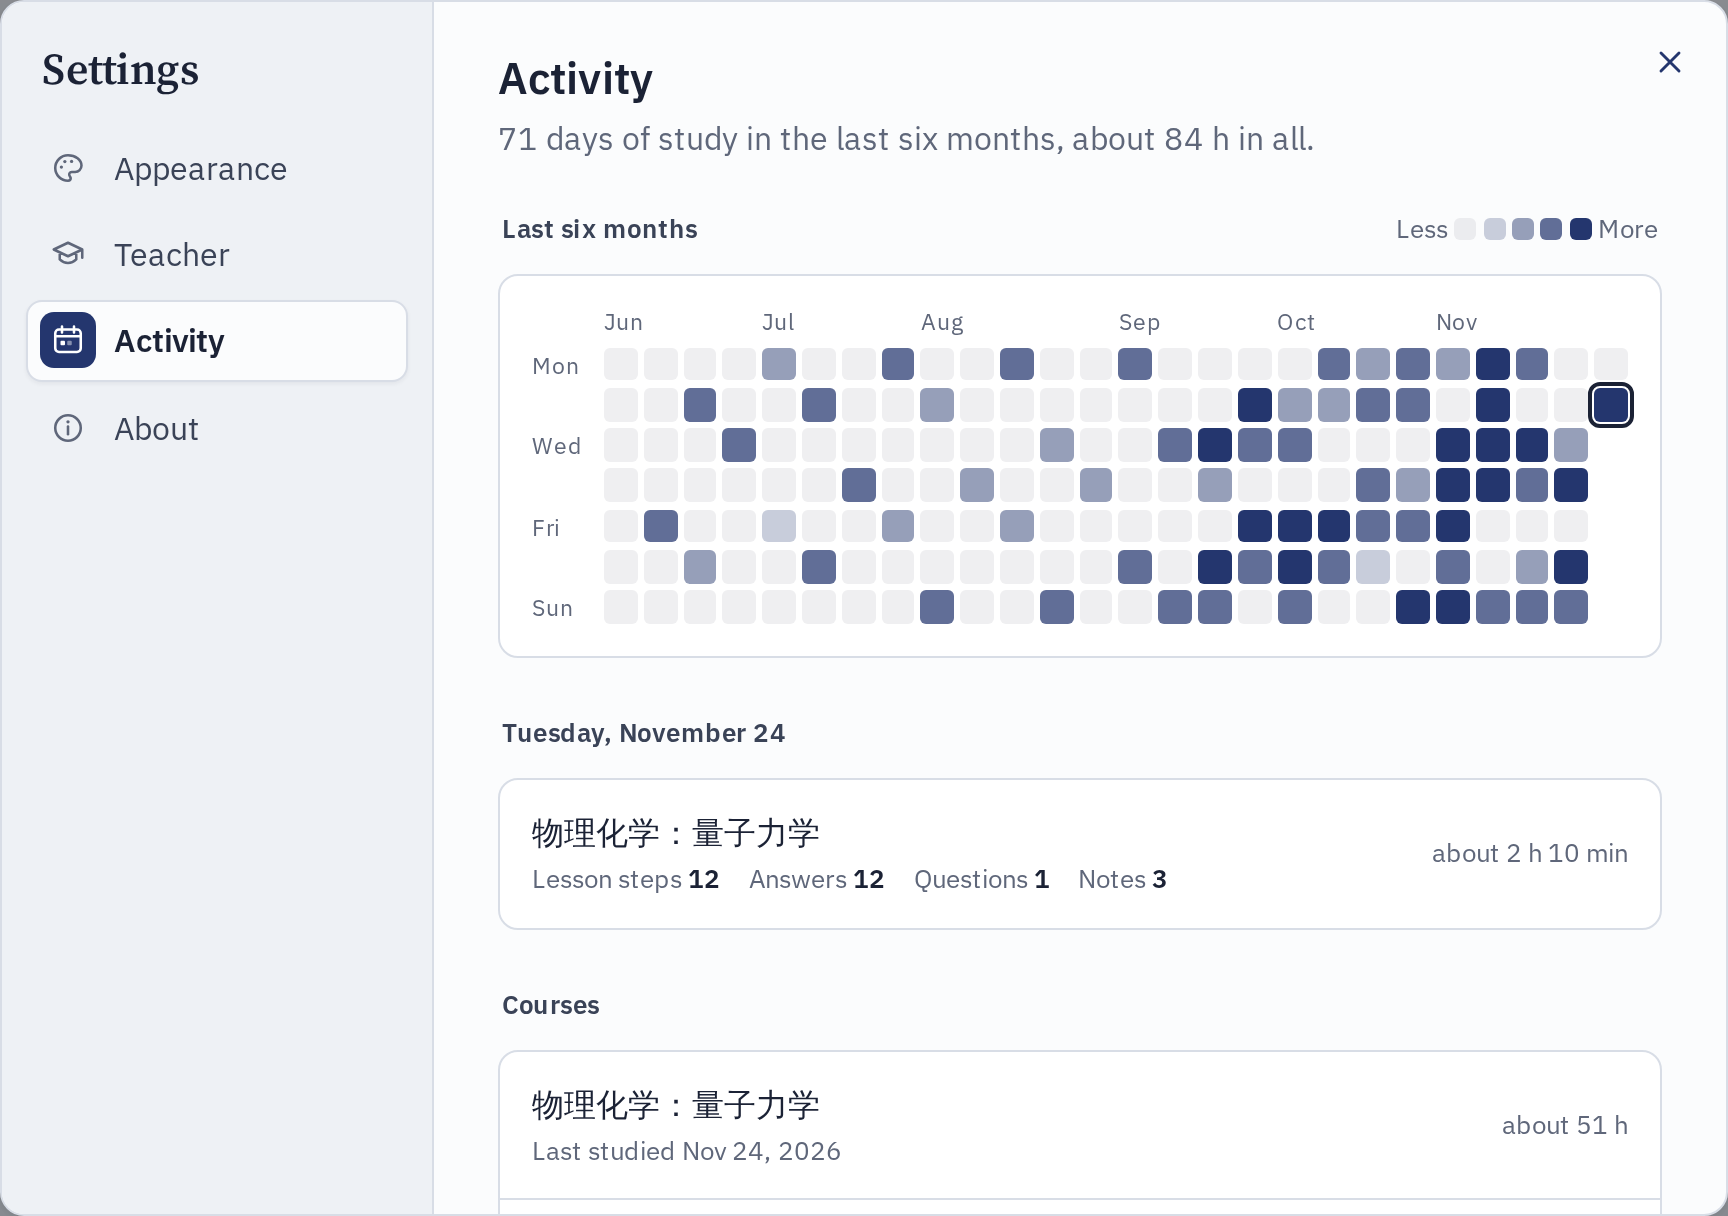 Settings
Appearance
Teacher
Activity
About
Activity
71 days of study in the last six months, about 84 h in all.
Last six months
Less More
Jun Jul Aug Sep Oct Nov
Mon
Wed
Fri
Sun
Tuesday, November 24
物理化学：量子力学
Lesson steps 12 Answers 12 Questions 1 Notes 3
about 2 h 10 min
Courses
物理化学：量子力学
Last studied Nov 24, 2026
about 51 h